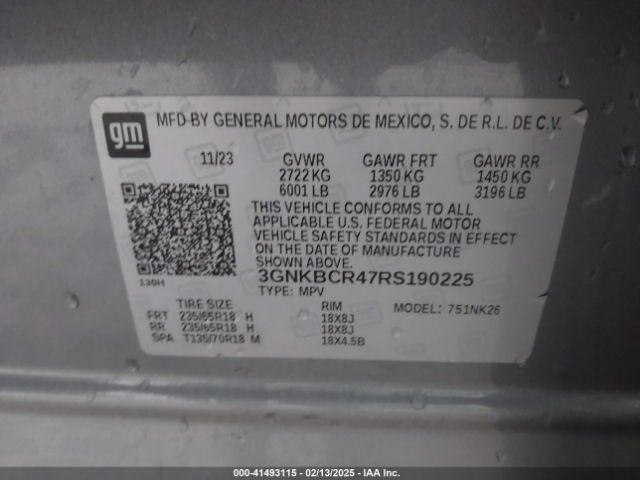 gm
MFD BY GENERAL MOTORS DE MEXICO, S. DE R.L. DE C.V.
11/23 GVWR GAWR FRT GAWR RR
2722 KG 1350 KG 1450 KG
6001 LB 2976 LB 3196 LB
THIS VEHICLE CONFORMS TO ALL
APPLICABLE U.S. FEDERAL MOTOR
VEHICLE SAFETY STANDARDS IN EFFECT
ON THE DATE OF MANUFACTURE
SHOWN ABOVE.
3GNKBCR47RS190225
130H TYPE: MPV
TIRE SIZE RIM MODEL: 751NK26
FRT 235/65R18 H 18X8J
RR 235/65R18 H 18X8J
SPA T135/70R18 M 18X4.5B
000-41493115 - 02/13/2025 - IAA Inc.